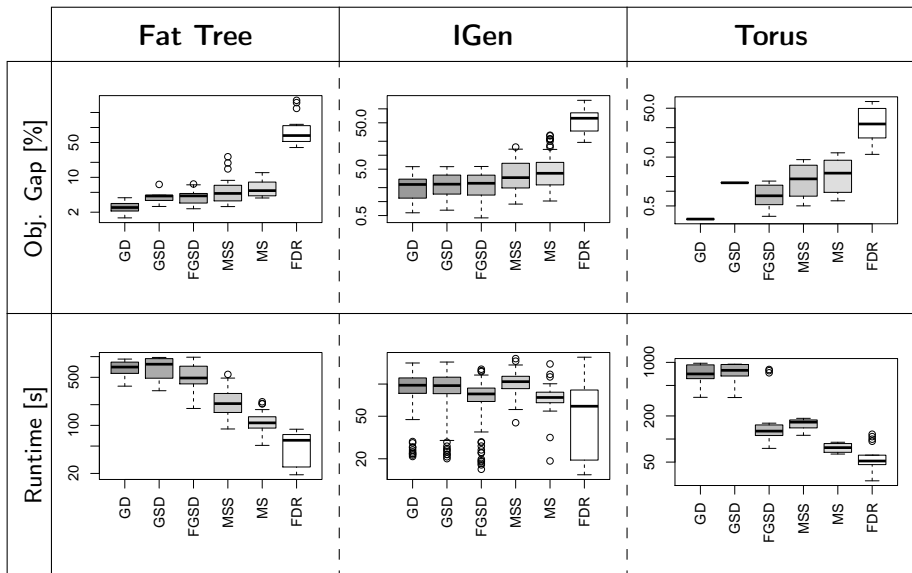 Fat Tree
IGen
Torus
Obj. Gap [%]
50
10
2
GD
GSD
FGSD
MSS
MS
FDR
50.0
5.0
0.5
GD
GSD
FGSD
MSS
MS
FDR
50.0
5.0
0.5
GD
GSD
FGSD
MSS
MS
FDR
Runtime [s]
500
100
20
GD
GSD
FGSD
MSS
MS
FDR
50
20
GD
GSD
FGSD
MSS
MS
FDR
1000
200
50
GD
GSD
FGSD
MSS
MS
FDR